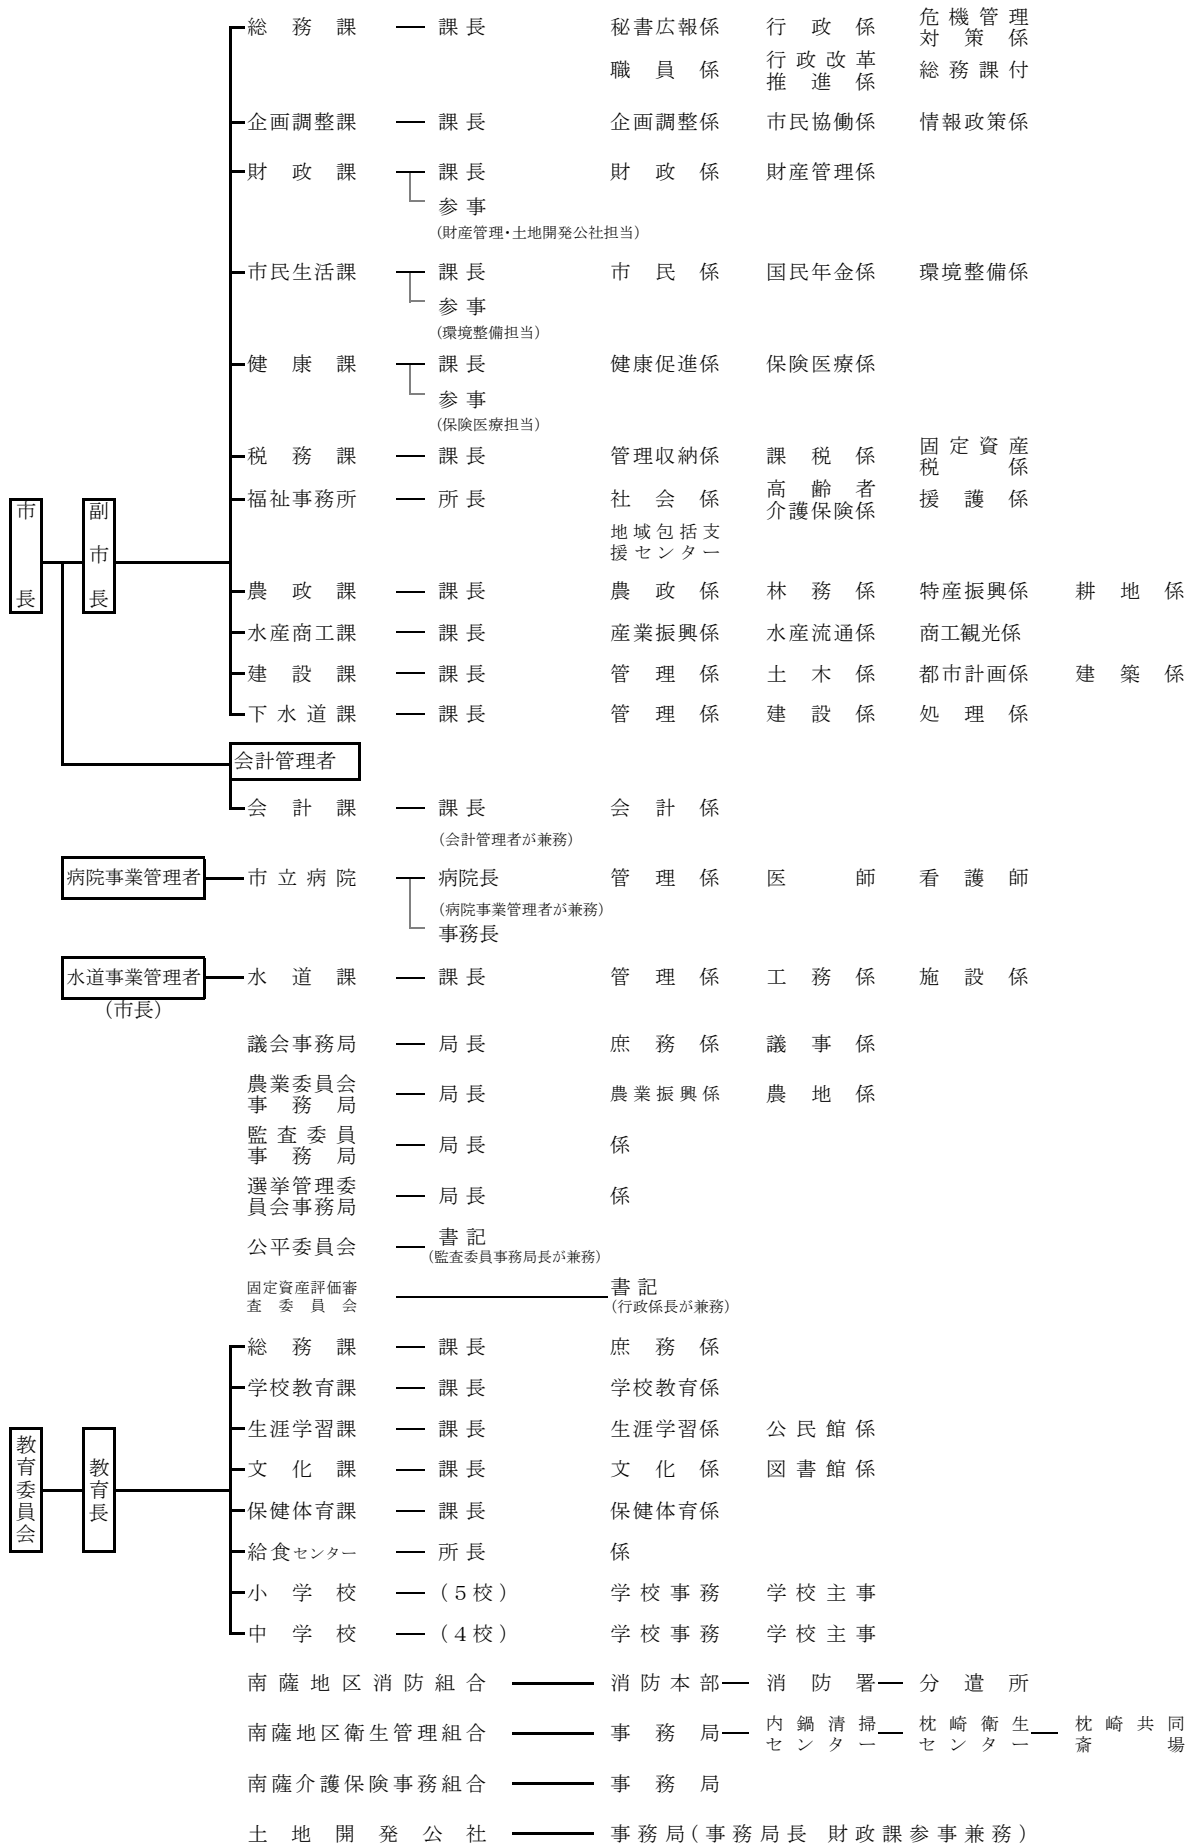 総務課 課長 秘書広報係 行政係 危機管理対策係
職員係 行政改革推進係 総務課付
企画調整課 課長 企画調整係 市民協働係 情報政策係
財政課 課長 財政係 財産管理係
参事
(財産管理・土地開発公社担当)
市民生活課 課長 市民係 国民年金係 環境整備係
参事
(環境整備担当)
健康課 課長 健康促進係 保険医療係
参事
(保険医療担当)
税務課 課長 管理収納係 課税係 固定資産税係
市長 副市長
福祉事務所 所長 社会係 高齢者介護保険係 援護係
地域包括支援センター
農政課 課長 農政係 林務係 特産振興係 耕地係
水産商工課 課長 産業振興係 水産流通係 商工観光係
建設課 課長 管理係 土木係 都市計画係 建築係
下水道課 課長 管理係 建設係 処理係
会計管理者
会計課 課長 会計係
(会計管理者が兼務)
病院事業管理者 市立病院 病院長 管理係 医師 看護師
(病院事業管理者が兼務)
事務長
水道事業管理者 水道課 課長 管理係 工務係 施設係
(市長)
議会事務局 局長 庶務係 議事係
農業委員会事務局 局長 農業振興係 農地係
監査委員事務局 局長 係
選挙管理委員会事務局 局長 係
公平委員会 書記
(監査委員事務局長が兼務)
固定資産評価審査委員会 書記
(行政係長が兼務)
総務課 課長 庶務係
学校教育課 課長 学校教育係
教育委員会 教育長
生涯学習課 課長 生涯学習係 公民館係
文化課 課長 文化係 図書館係
保健体育課 課長 保健体育係
給食センター 所長 係
小学校 (5校) 学校事務 学校主事
中学校 (4校) 学校事務 学校主事
南薩地区消防組合 消防本部 消防署 分遣所
南薩地区衛生管理組合 事務局 内鍋清掃センター 枕崎衛生センター 枕崎共同斎場
南薩介護保険事務組合 事務局
土地開発公社 事務局(事務局長 財政課参事兼務)